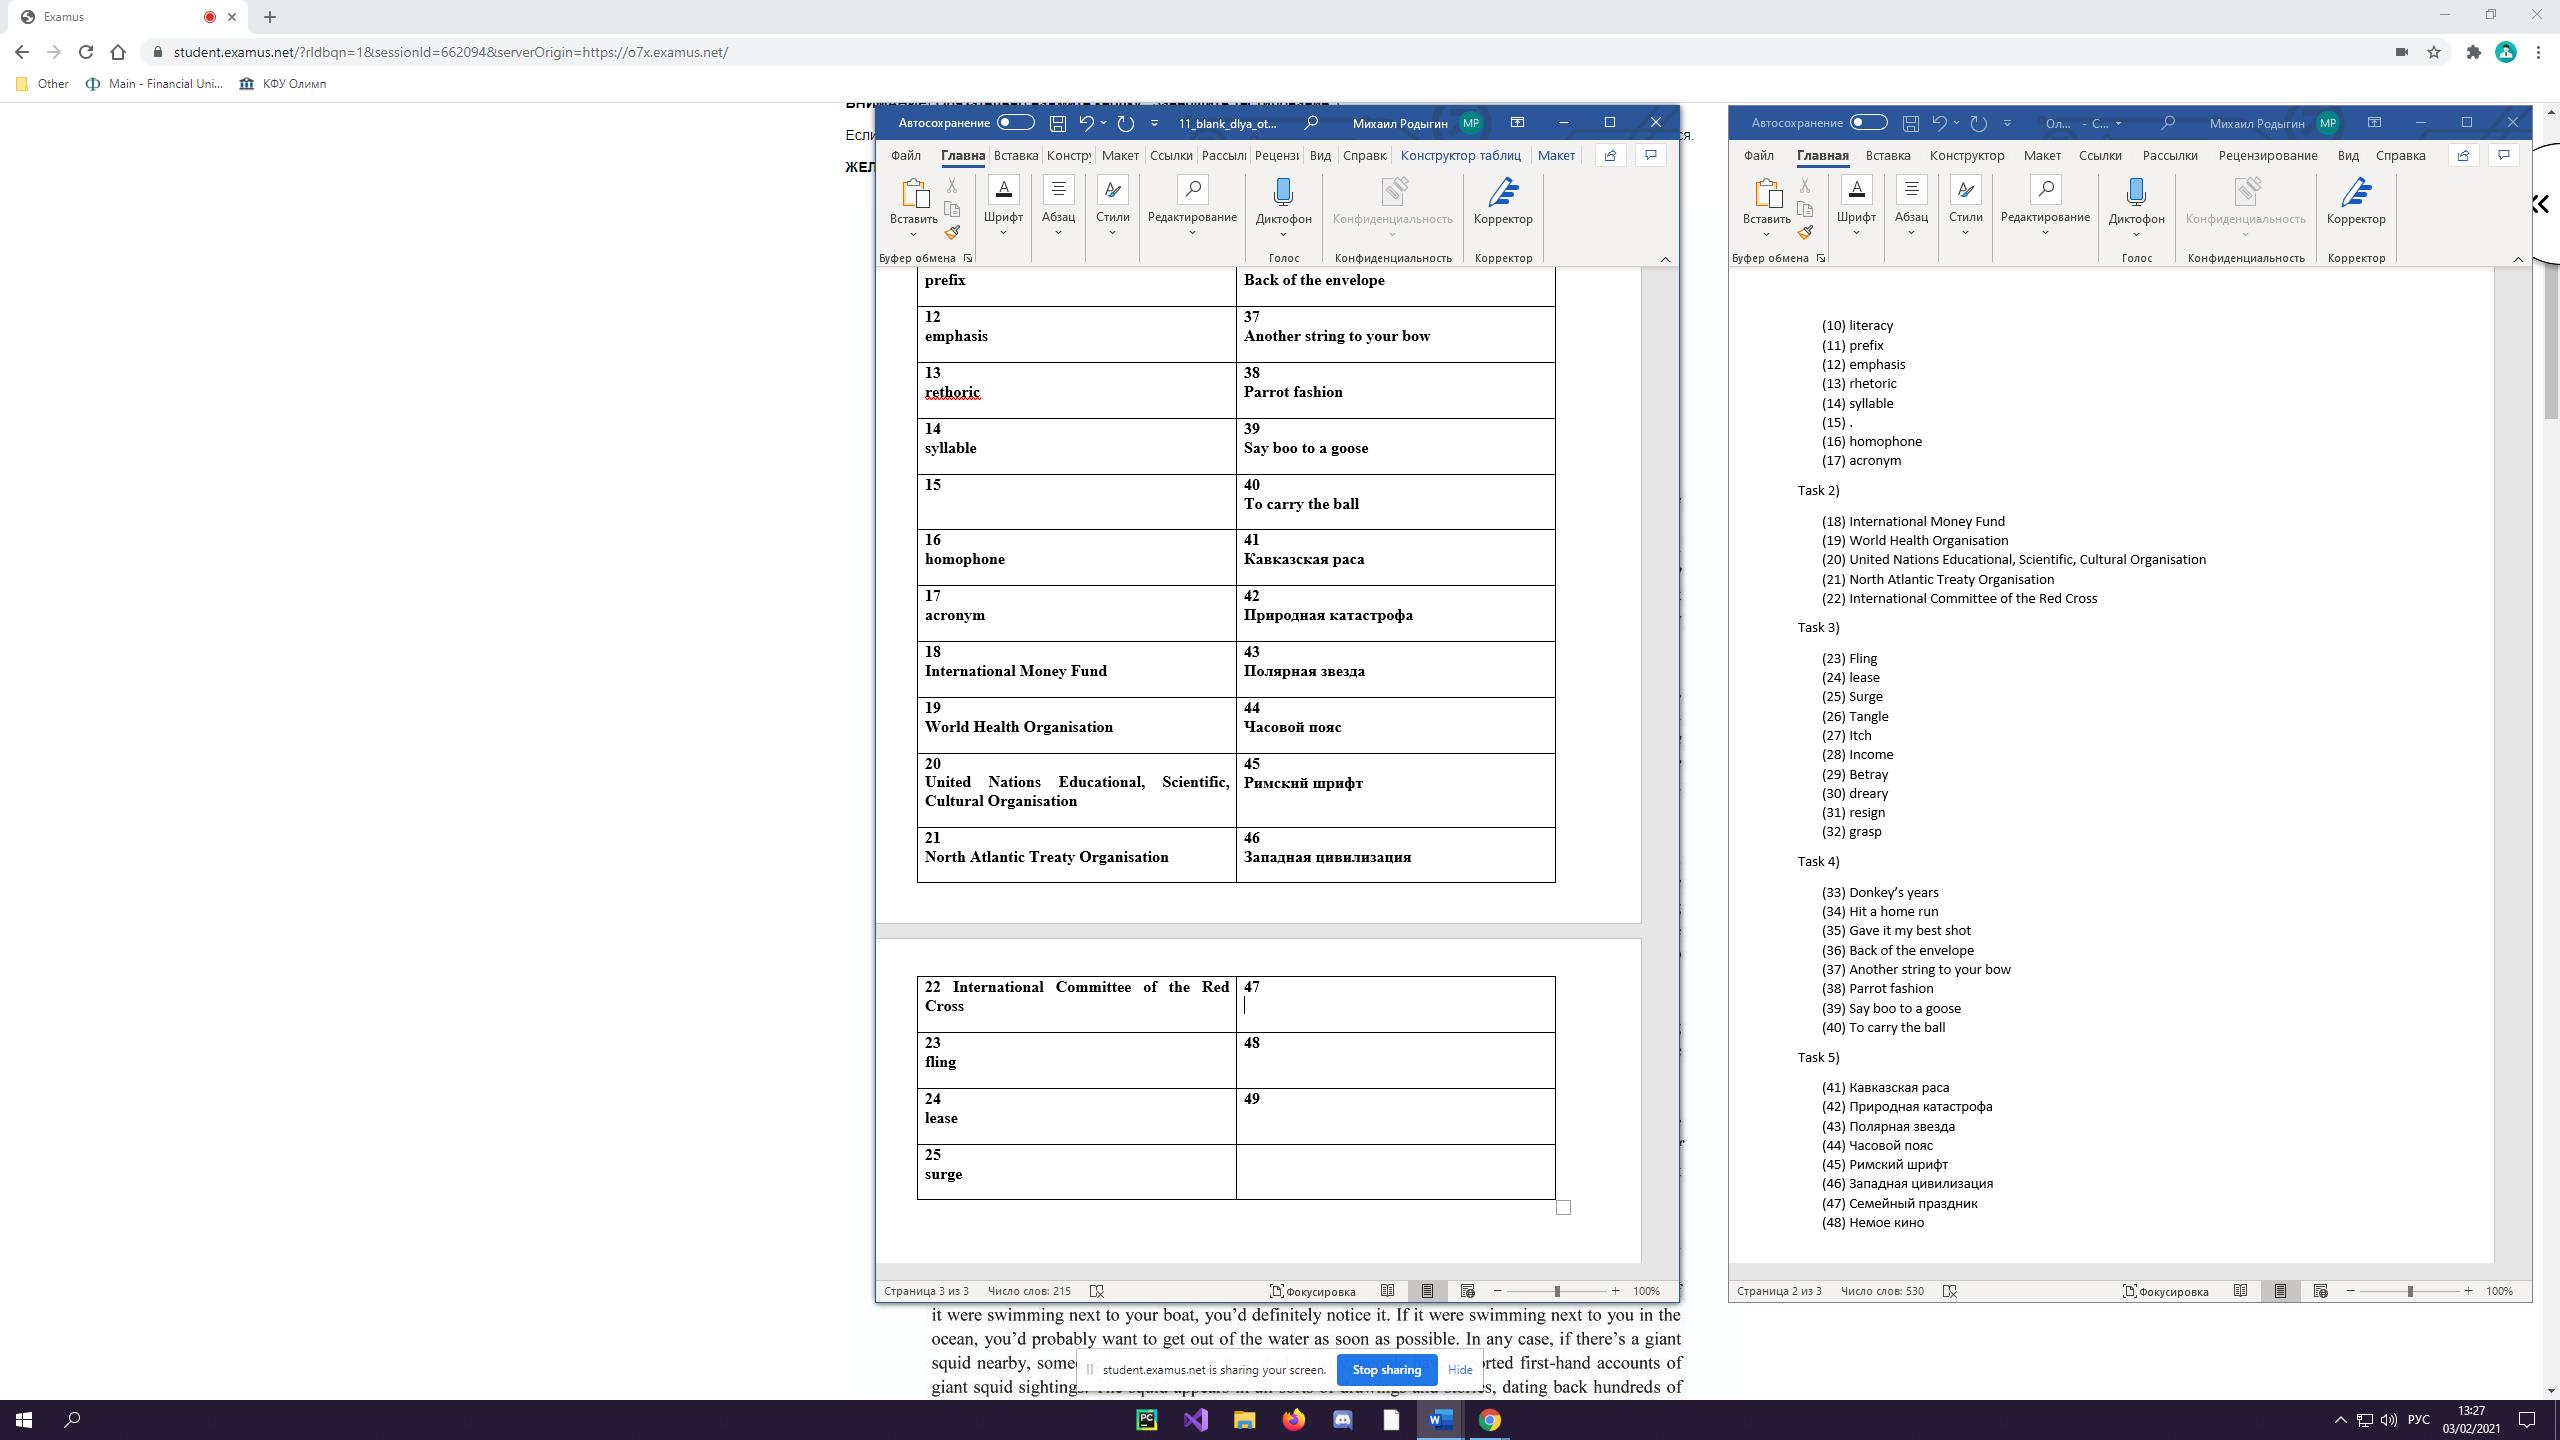 Examus
student.examus.net/?rldbqn=1&sessionId=662094&serverOrigin=https://o7x.examus.net/
Other
Main - Financial Uni...
КФУ Олимп
Если
ся.
ЖЕЛ
Автосохранение
11_blank_dlya_ot...
Михаил Родыгин
МР
Файл
Главна
Вставка
Констру
Макет
Ссылки
Рассыл
Реценз
Вид
Справк
Конструктор таблиц
Макет
Вставить
Шрифт
Абзац
Стили
Редактирование
Диктофон
Конфиденциальность
Корректор
Буфер обмена
Голос
Конфиденциальность
Корректор
prefix
Back of the envelope
12
emphasis
37
Another string to your bow
13
rethoric
38
Parrot fashion
14
syllable
39
Say boo to a goose
15
40
To carry the ball
16
homophone
41
Кавказская раса
17
acronym
42
Природная катастрофа
18
International Money Fund
43
Полярная звезда
19
World Health Organisation
44
Часовой пояс
20
United Nations Educational, Scientific,
Cultural Organisation
45
Римский шрифт
21
North Atlantic Treaty Organisation
46
Западная цивилизация
22 International Committee of the Red
Cross
47
23
fling
48
24
lease
49
25
surge
Страница 3 из 3
Число слов: 215
Фокусировка
100%
Автосохранение
Ол... - С...
Михаил Родыгин
МР
Файл
Главная
Вставка
Конструктор
Макет
Ссылки
Рассылки
Рецензирование
Вид
Справка
Вставить
Шрифт
Абзац
Стили
Редактирование
Диктофон
Конфиденциальность
Корректор
Буфер обмена
Голос
Конфиденциальность
Корректор
(10) literacy
(11) prefix
(12) emphasis
(13) rhetoric
(14) syllable
(15) .
(16) homophone
(17) acronym
Task 2)
(18) International Money Fund
(19) World Health Organisation
(20) United Nations Educational, Scientific, Cultural Organisation
(21) North Atlantic Treaty Organisation
(22) International Committee of the Red Cross
Task 3)
(23) Fling
(24) lease
(25) Surge
(26) Tangle
(27) Itch
(28) Income
(29) Betray
(30) dreary
(31) resign
(32) grasp
Task 4)
(33) Donkey’s years
(34) Hit a home run
(35) Gave it my best shot
(36) Back of the envelope
(37) Another string to your bow
(38) Parrot fashion
(39) Say boo to a goose
(40) To carry the ball
Task 5)
(41) Кавказская раса
(42) Природная катастрофа
(43) Полярная звезда
(44) Часовой пояс
(45) Римский шрифт
(46) Западная цивилизация
(47) Семейный праздник
(48) Немое кино
Страница 2 из 3
Число слов: 530
Фокусировка
100%
it were swimming next to your boat, you’d definitely notice it. If it were swimming next to you in the
ocean, you’d probably want to get out of the water as soon as possible. In any case, if there’s a giant
squid nearby, some
rted first-hand accounts of
giant squid sightings
, dating back hundreds of
student.examus.net is sharing your screen.
Stop sharing
Hide
PC
W
РУС
13:27
03/02/2021